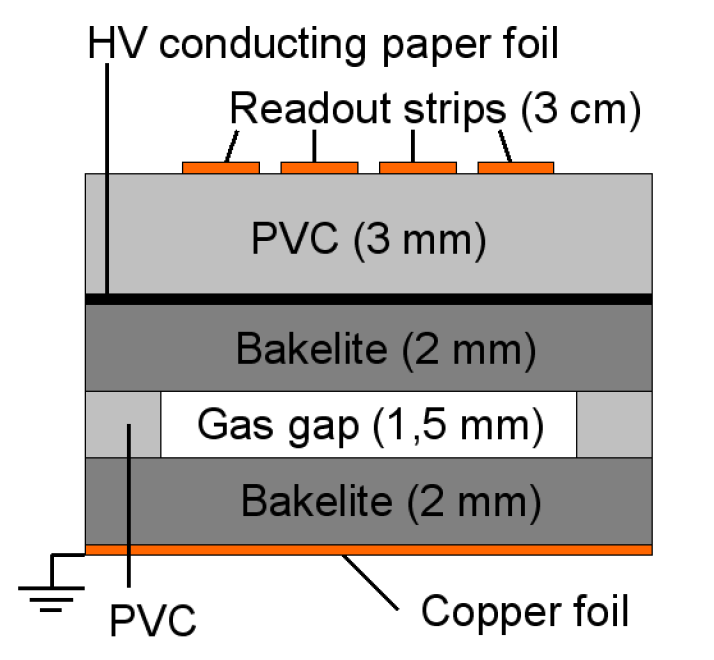 HV conducting paper foil
Readout strips (3 cm)
PVC (3 mm)
Bakelite (2 mm)
Gas gap (1,5 mm)
Bakelite (2 mm)
Copper foil
PVC